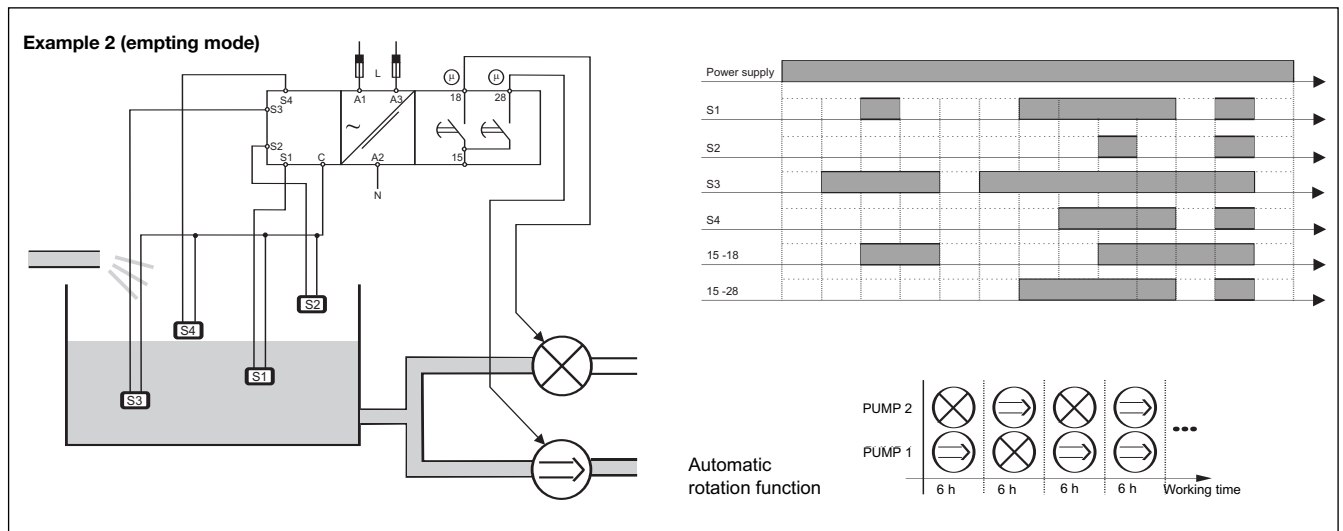 Example 2 (empting mode)
L
S4
A1
A3
μ
18
μ
28
S3
~
S2
S1
C
A2
15
N
S2
S4
S1
S3
Power supply
S1
S2
S3
S4
15 -18
15 -28
PUMP 2
PUMP 1
Automatic
rotation function
6 h 6 h 6 h 6 h Working time